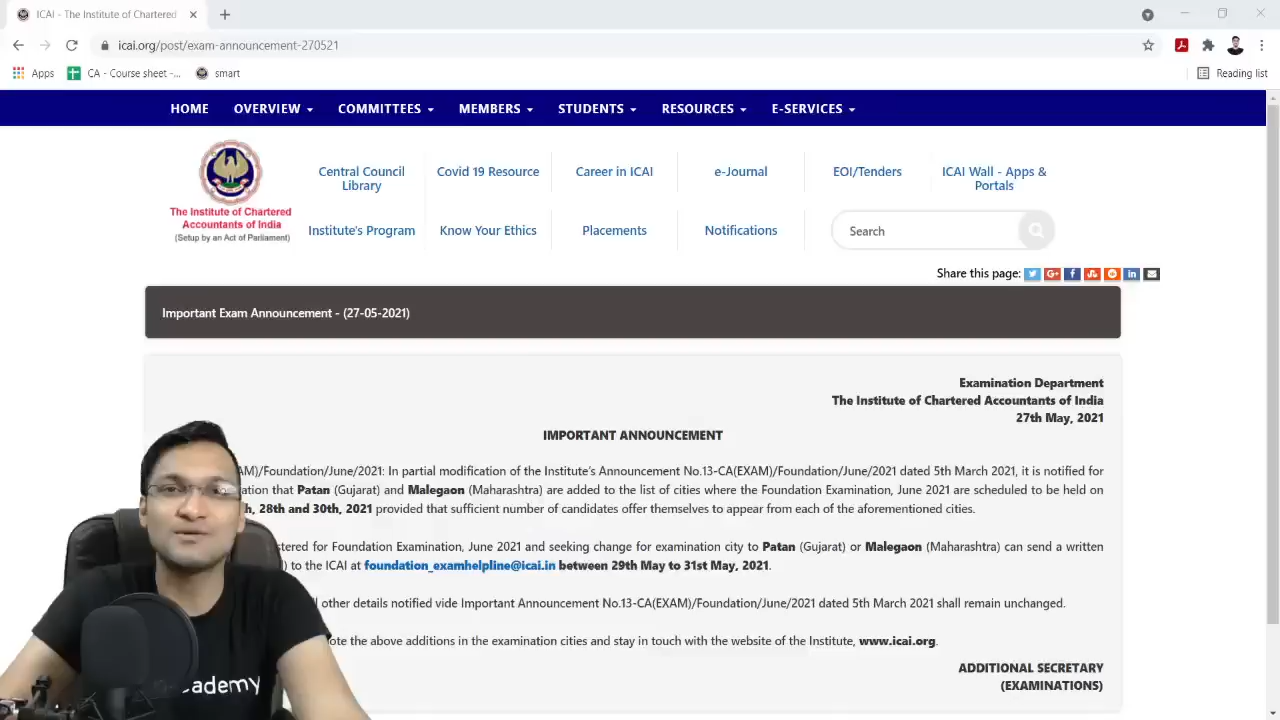 ICAI - The Institute of Chartered
icai.org/post/exam-announcement-270521
Apps CA - Course sheet -... smart Reading list
HOME OVERVIEW COMMITTEES MEMBERS STUDENTS RESOURCES E-SERVICES
The Institute of Chartered
Accountants of India
(Setup by an Act of Parliament)
Central Council
Library
Covid 19 Resource
Career in ICAI
e-Journal
EOI/Tenders
ICAI Wall - Apps &
Portals
Institute's Program
Know Your Ethics
Placements
Notifications
Search
Share this page:
Important Exam Announcement - (27-05-2021)
Examination Department
The Institute of Chartered Accountants of India
27th May, 2021
IMPORTANT ANNOUNCEMENT
AM)/Foundation/June/2021: In partial modification of the Institute's Announcement No.13-CA(EXAM)/Foundation/June/2021 dated 5th March 2021, it is notified for
ation that Patan (Gujarat) and Malegaon (Maharashtra) are added to the list of cities where the Foundation Examination, June 2021 are scheduled to be held on
h, 28th and 30th, 2021 provided that sufficient number of candidates offer themselves to appear from each of the aforementioned cities.
stered for Foundation Examination, June 2021 and seeking change for examination city to Patan (Gujarat) or Malegaon (Maharashtra) can send a written
) to the ICAI at foundation_examhelpline@icai.in between 29th May to 31st May, 2021.
l other details notified vide Important Announcement No.13-CA(EXAM)/Foundation/June/2021 dated 5th March 2021 shall remain unchanged.
ote the above additions in the examination cities and stay in touch with the website of the Institute, www.icai.org.
ADDITIONAL SECRETARY
(EXAMINATIONS)
cademy